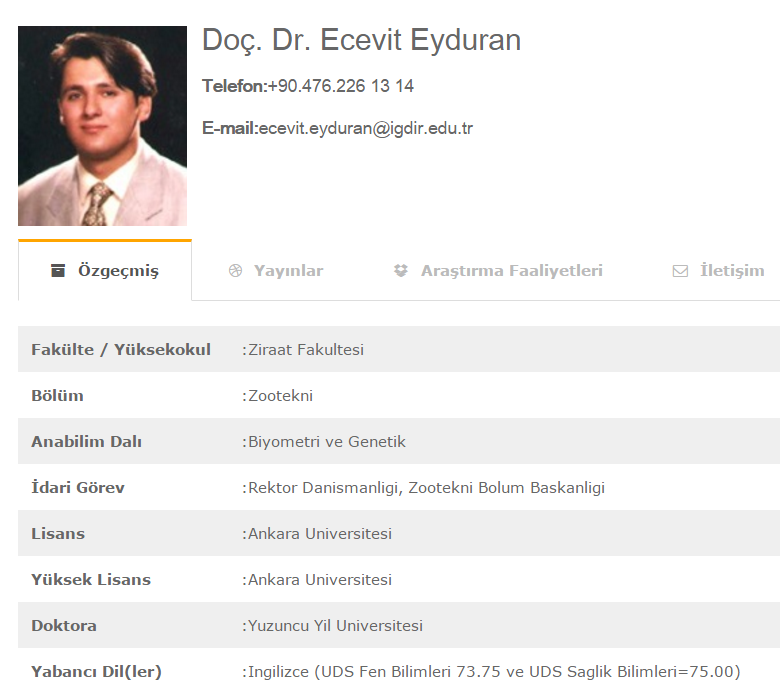 Doç. Dr. Ecevit Eyduran
Telefon:+90.476.226 13 14
E-mail:ecevit.eyduran@igdir.edu.tr
Özgeçmiş Yayınlar Araştırma Faaliyetleri İletişim
Fakülte / Yüksekokul :Ziraat Fakultesi
Bölüm :Zootekni
Anabilim Dalı :Biyometri ve Genetik
İdari Görev :Rektor Danismanligi, Zootekni Bolum Baskanligi
Lisans :Ankara Universitesi
Yüksek Lisans :Ankara Universitesi
Doktora :Yuzuncu Yil Universitesi
Yabancı Dil(ler) :Ingilizce (UDS Fen Bilimleri 73.75 ve UDS Saglik Bilimleri=75.00)